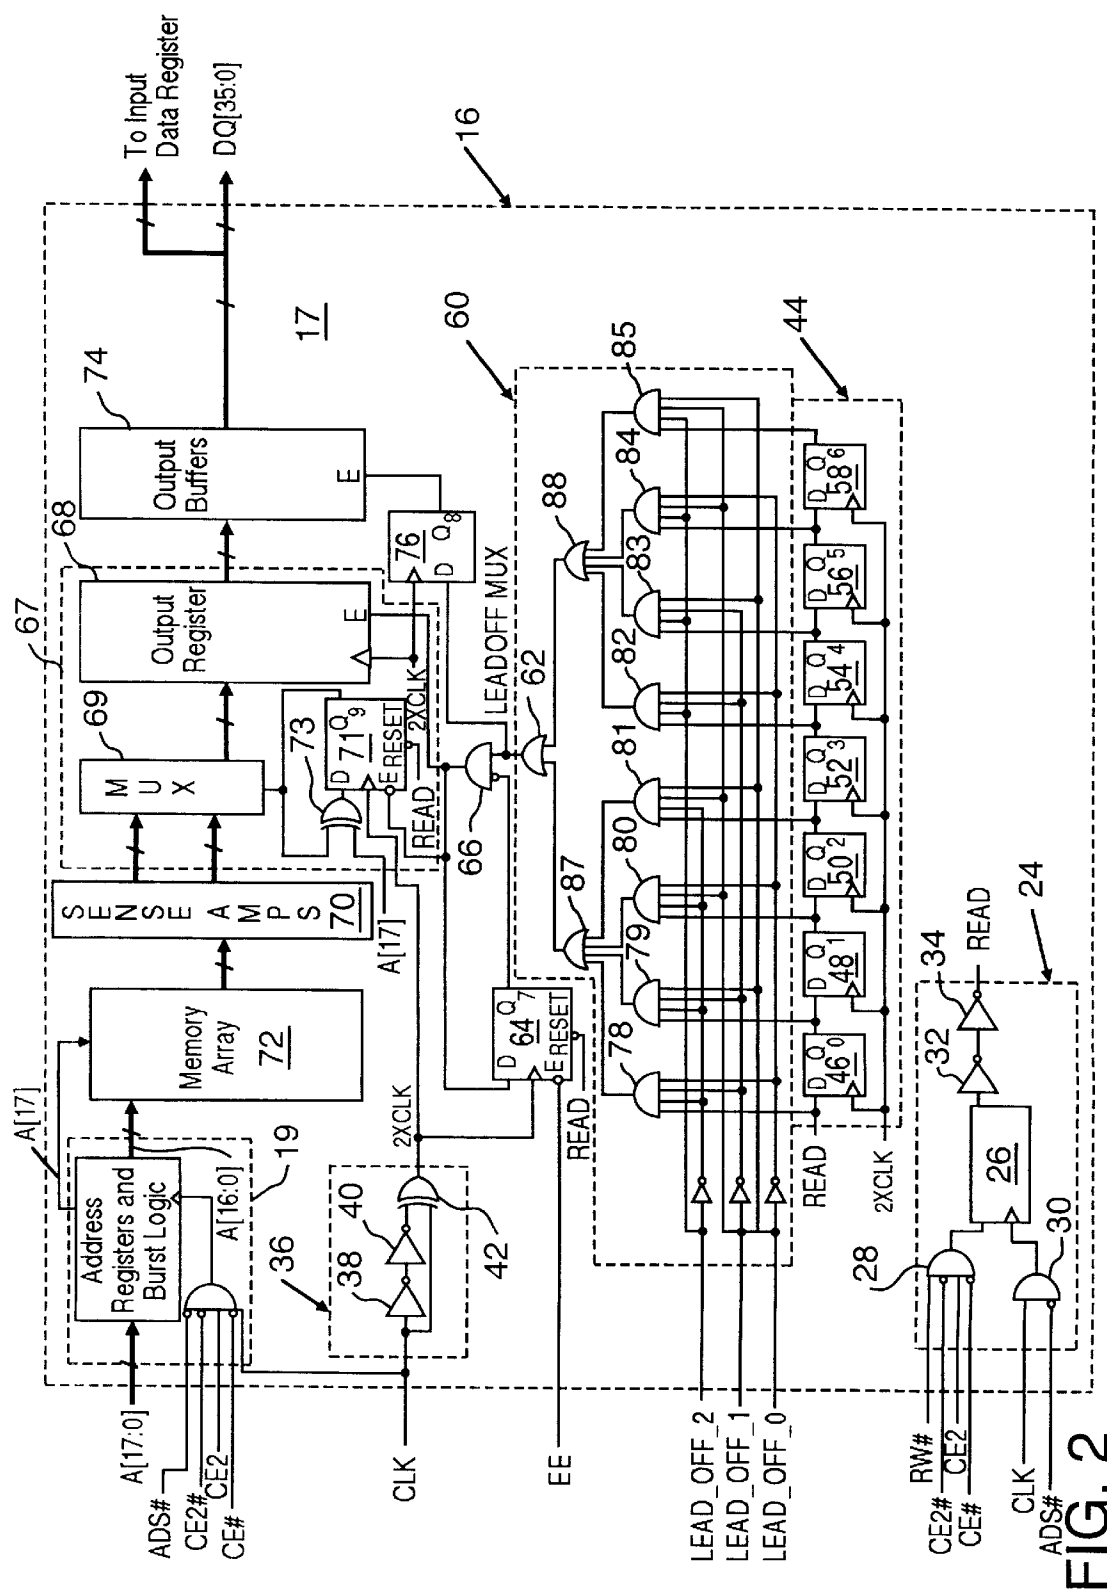 To Input
Data Register
DQ[35:0]
16
17
74
Output
Buffers
E
68
67
Output
Register
E
69
MUX
73
D Q
71 9
E RESET
READ
2XCLK
76
D Q
8
LEADOFF MUX
SENSE AMPS
70
A[17]
66
Memory
Array
72
A[17]
Address
Registers and
Burst Logic
A[16:0]
19
A[17:0]
ADS#
CE2#
CE2
CE#
36
38
40
42
2XCLK
CLK
D Q
64 7
E RESET
READ
EE
60
62
88
87
78
79
80
81
82
83
84
85
44
D Q
46 0
D Q
48 1
D Q
50 2
D Q
52 3
D Q
54 4
D Q
56 5
D Q
58 6
READ
2XCLK
LEAD_OFF_2
LEAD_OFF_1
LEAD_OFF_0
24
34
32
READ
26
28
30
RW#
CE2#
CE2
CE#
CLK
ADS#
FIG. 2